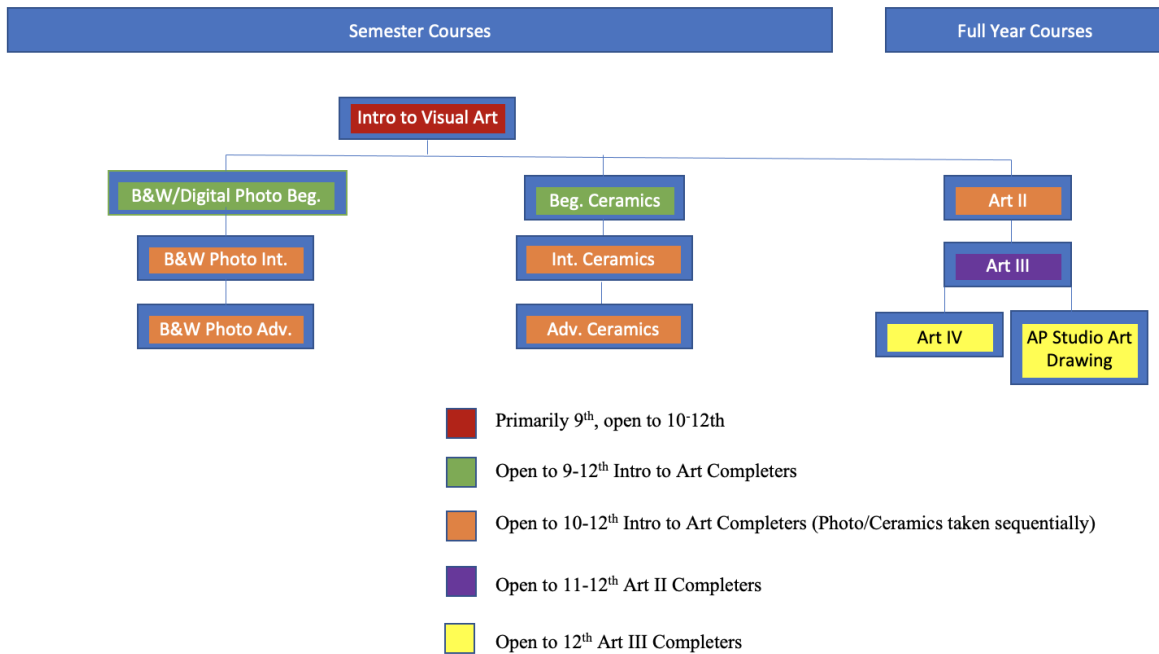 Semester Courses
Full Year Courses
Intro to Visual Art
B&W/Digital Photo Beg.
Beg. Ceramics
Art II
B&W Photo Int.
Int. Ceramics
Art III
B&W Photo Adv.
Adv. Ceramics
Art IV
AP Studio Art
Drawing
Primarily 9th, open to 10-12th
Open to 9-12th Intro to Art Completers
Open to 10-12th Intro to Art Completers (Photo/Ceramics taken sequentially)
Open to 11-12th Art II Completers
Open to 12th Art III Completers